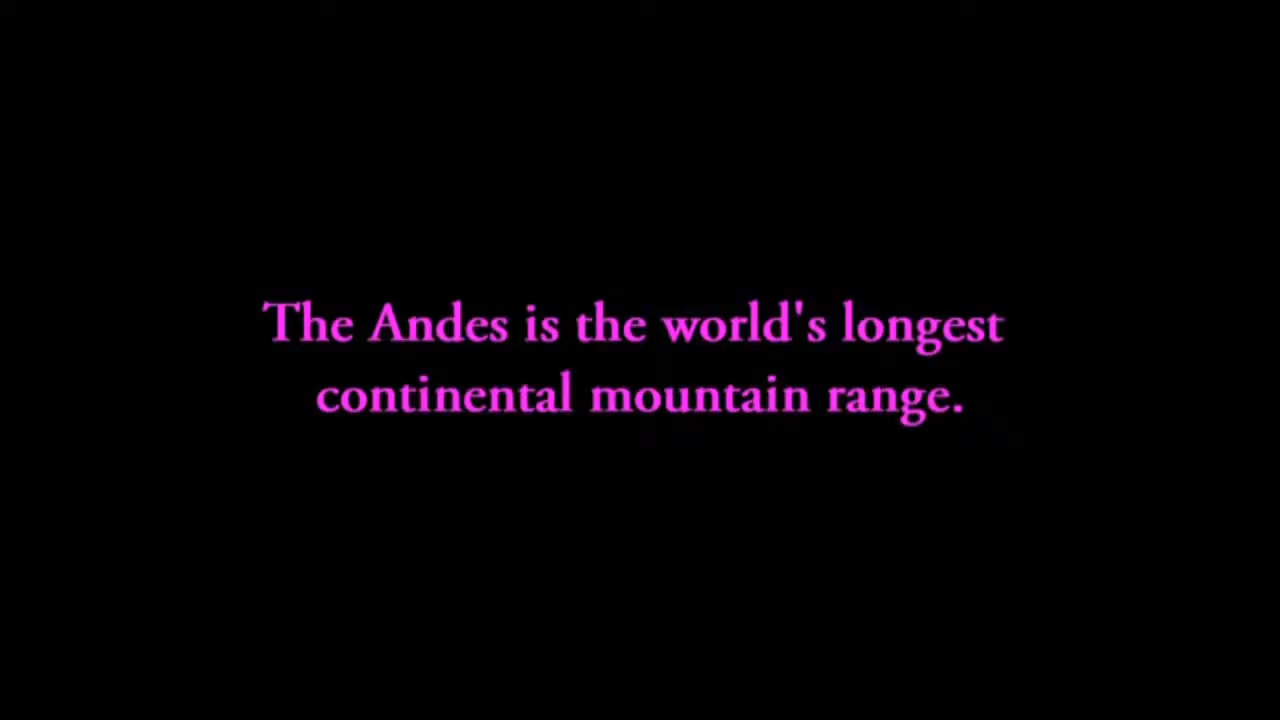 The Andes is the world's longest
continental mountain range.